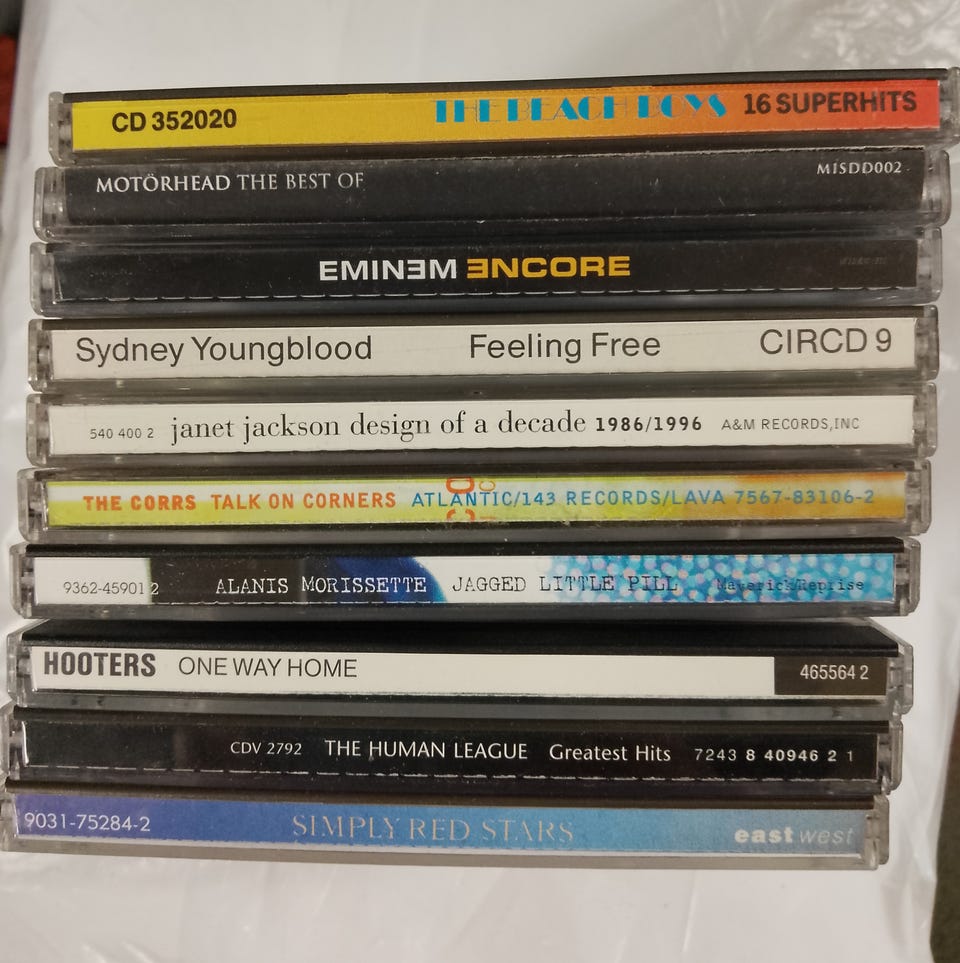 CD 352020 THE BEACH BOYS 16 SUPERHITS
MOTÖRHEAD THE BEST OF MISDD002
EMINƎM ƎNCORE
Sydney Youngblood Feeling Free CIRCD 9
540 400 2 janet jackson design of a decade 1986/1996 A&M RECORDS,INC
THE CORRS TALK ON CORNERS ATLANTIC/143 RECORDS/LAVA 7567-83106-2
9362-45901 2 ALANIS MORISSETTE JAGGED LITTLE PILL Maverick/Reprise
HOOTERS ONE WAY HOME 465564 2
CDV 2792 THE HUMAN LEAGUE Greatest Hits 7243 8 40946 2 1
9031-75284-2 SIMPLY RED STARS eastwest